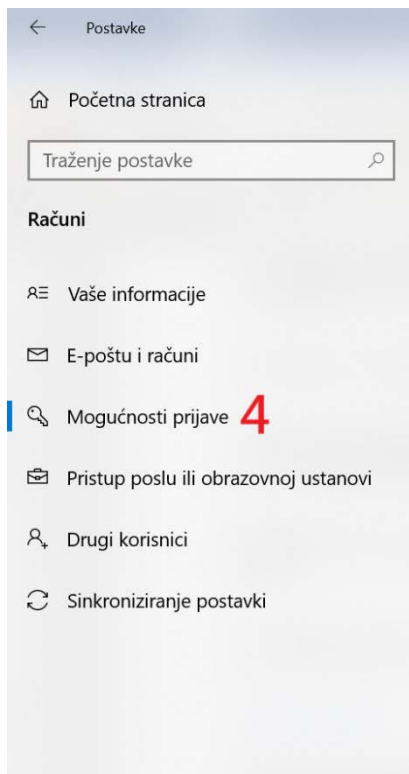 Postavke
Početna stranica
Traženje postavke
Računi
Vaše informacije
E-poštu i računi
Mogućnosti prijave 4
Pristup poslu ili obrazovnoj ustanovi
Drugi korisnici
Sinkroniziranje postavki